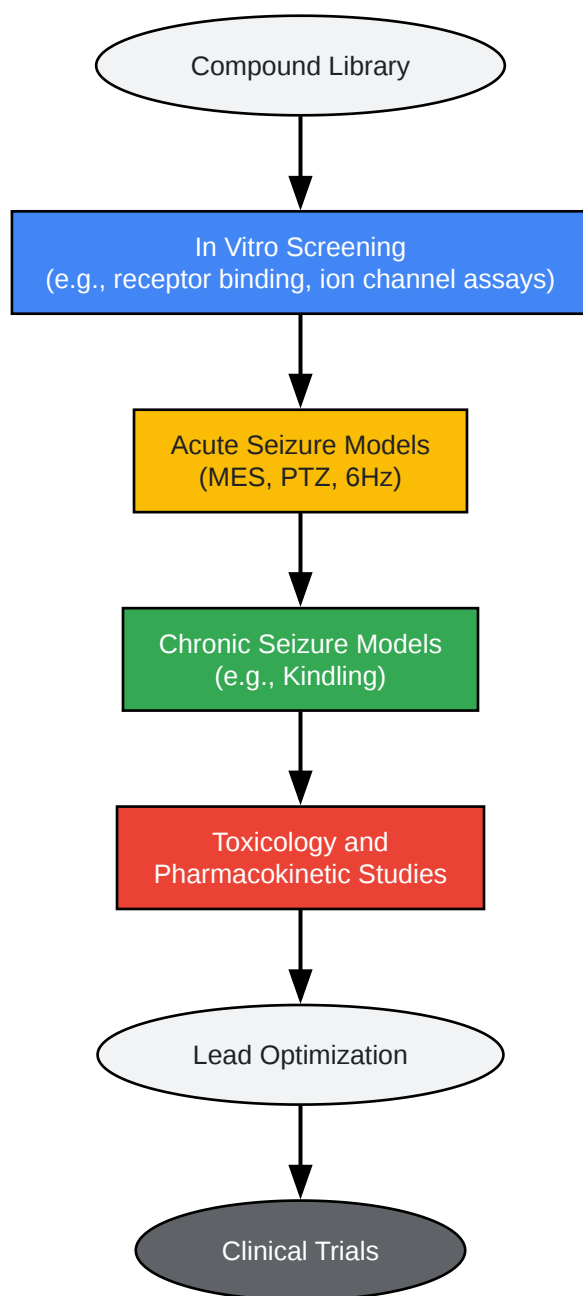 Compound Library
In Vitro Screening
(e.g., receptor binding, ion channel assays)
Acute Seizure Models
(MES, PTZ, 6Hz)
Chronic Seizure Models
(e.g., Kindling)
Toxicology and
Pharmacokinetic Studies
Lead Optimization
Clinical Trials